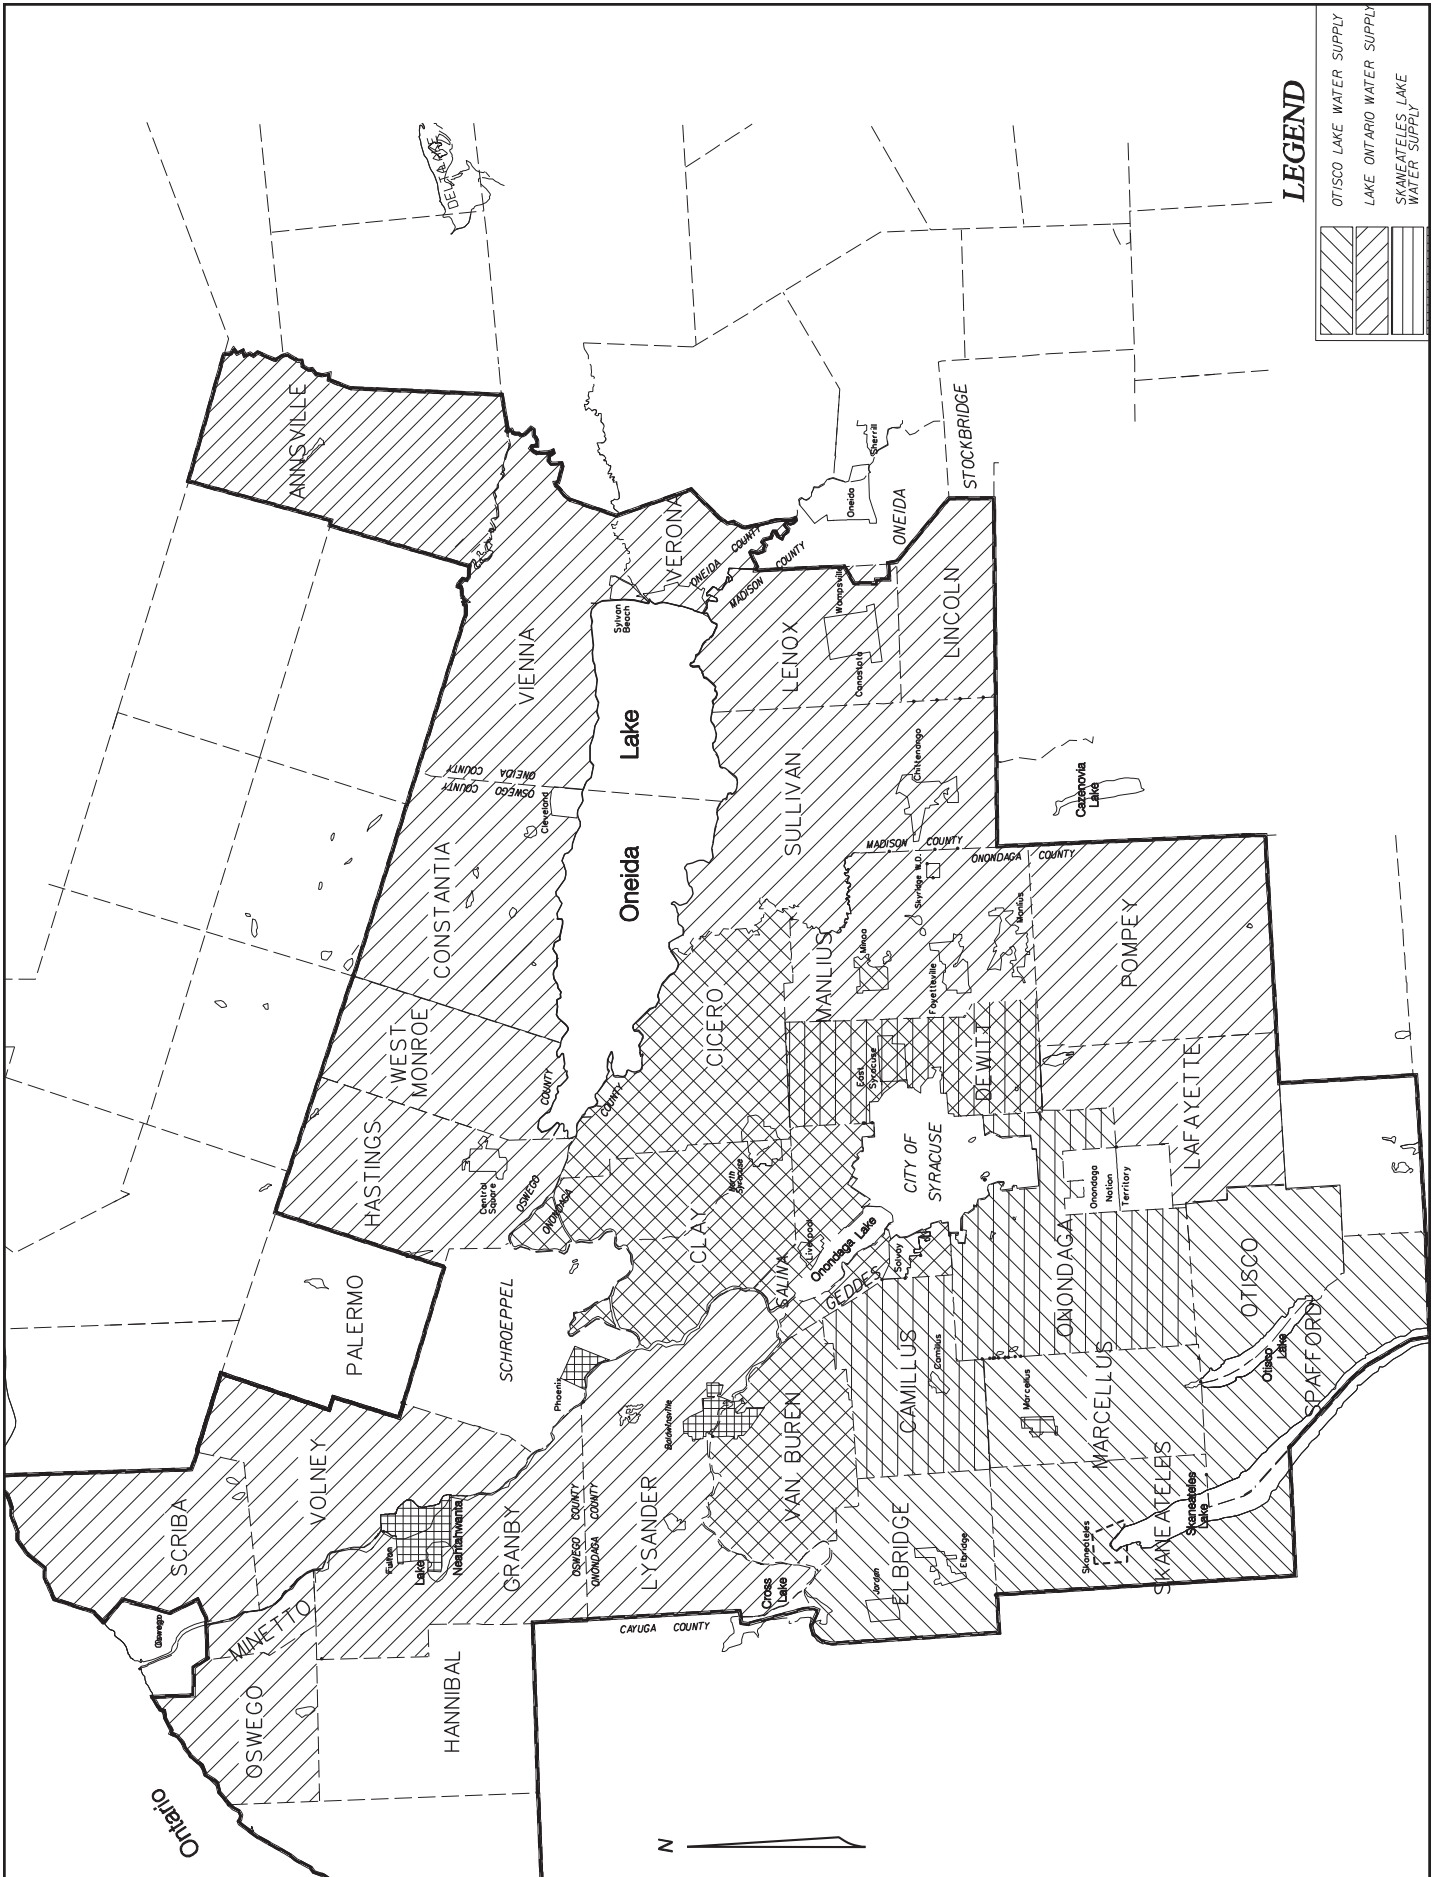 LEGEND
OTISCO LAKE WATER SUPPLY
LAKE ONTARIO WATER SUPPLY
SKANEATELES LAKE
WATER SUPPLY
ANNSVILLE
VIENNA
VERONA
ONEIDA
COUNTY
MADISON
COUNTY
Sylvan
Beach
Oneida
Sherrill
ONEIDA
STOCKBRIDGE
LENOX
Wampsville
Canastota
LINCOLN
Oneida Lake
COUNTY
ONEIDA
COUNTY
OSWEGO
Cleveland
SULLIVAN
Chittenango
Cazenovia
Lake
CONSTANTIA
MADISON COUNTY
ONONDAGA COUNTY
Skyridge W.D.
WEST
MONROE
CICERO
MANLIUS
Minoa
Fayetteville
Manlius
POMPEY
HASTINGS
Central
Square
COUNTY
COUNTY
OSWEGO
ONONDAGA
North
Syracuse
East
Syracuse
DEWITT
CITY OF
SYRACUSE
LAFAYETTE
Onondaga
Nation
Territory
PALERMO
SCHROEPPEL
Phoenix
CLAY
Liverpool
SALINA
Onondaga Lake
GEDDES
Solvay
ONONDAGA
OTISCO
Otisco
Lake
SPAFFORD
VOLNEY
Baldwinsville
VAN BUREN
CAMILLUS
Camillus
Marcellus
MARCELLUS
SCRIBA
Fulton
Lake
Neahtahwanta
GRANBY
OSWEGO COUNTY
ONONDAGA COUNTY
LYSANDER
Cross
Lake
ELBRIDGE
Jordan
Elbridge
Skaneateles
SKANEATELES
Skaneateles
Lake
Oswego
MINETTO
OSWEGO
HANNIBAL
CAYUGA COUNTY
Ontario
N